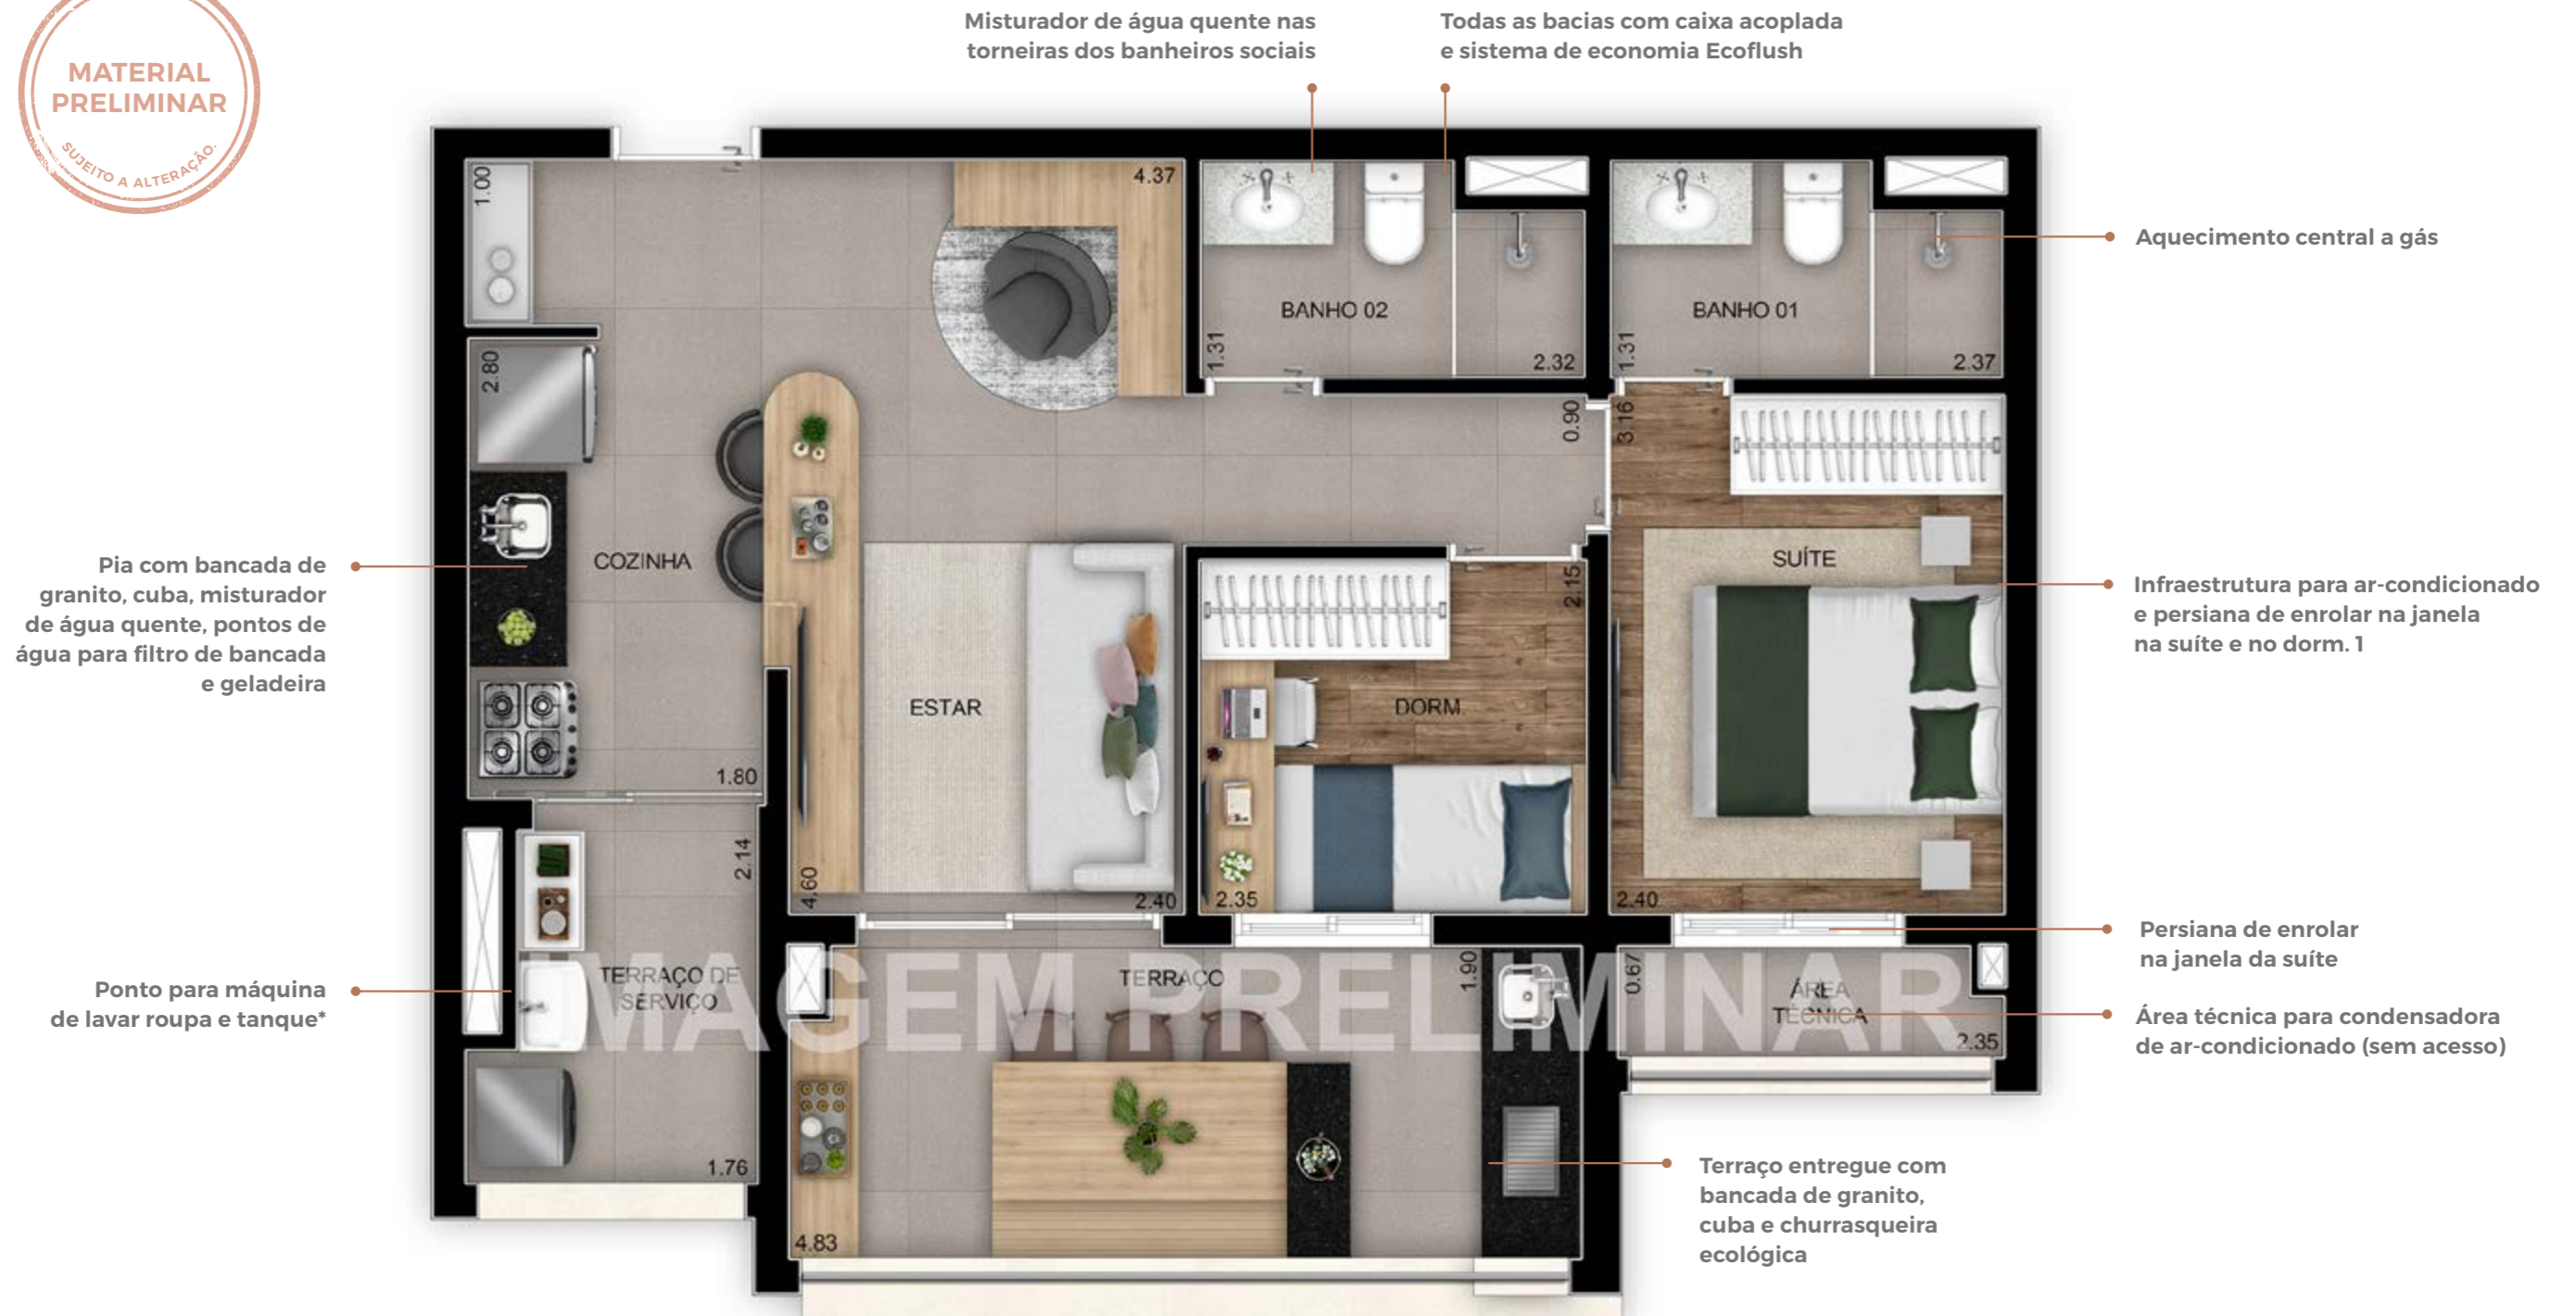 MATERIAL
PRELIMINAR
SUJEITO A ALTERAÇÃO.
Misturador de água quente nas
torneiras dos banheiros sociais
Todas as bacias com caixa acoplada
e sistema de economia Ecoflush
Aquecimento central a gás
Infraestrutura para ar-condicionado
e persiana de enrolar na janela
na suíte e no dorm. 1
Persiana de enrolar
na janela da suíte
Área técnica para condensadora
de ar-condicionado (sem acesso)
Terraço entregue com
bancada de granito,
cuba e churrasqueira
ecológica
Pia com bancada de
granito, cuba, misturador
de água quente, pontos de
água para filtro de bancada
e geladeira
Ponto para máquina
de lavar roupa e tanque*
1.00
4.37
BANHO 02
1.31
2.32
BANHO 01
1.31
2.37
2.80
0.90
3.16
COZINHA
SUÍTE
2.15
ESTAR
DORM.
1.80
2.14
4.60
2.40
2.35
2.40
TERRAÇO DE
SERVIÇO
TERRAÇO
1.90
0.67
ÁREA
TÉCNICA
2.35
IMAGEM PRELIMINAR
1.76
4.83